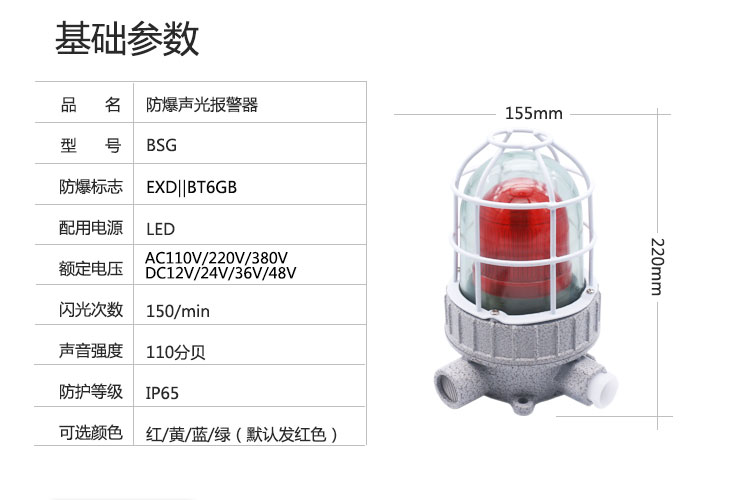 基础参数
品 名 防爆声光报警器
型 号 BSG
防爆标志 EXD||BT6GB
配用电源 LED
额定电压 AC110V/220V/380V
DC12V/24V/36V/48V
闪光次数 150/min
声音强度 110分贝
防护等级 IP65
可选颜色 红/黄/蓝/绿（默认发红色）
155mm
220mm